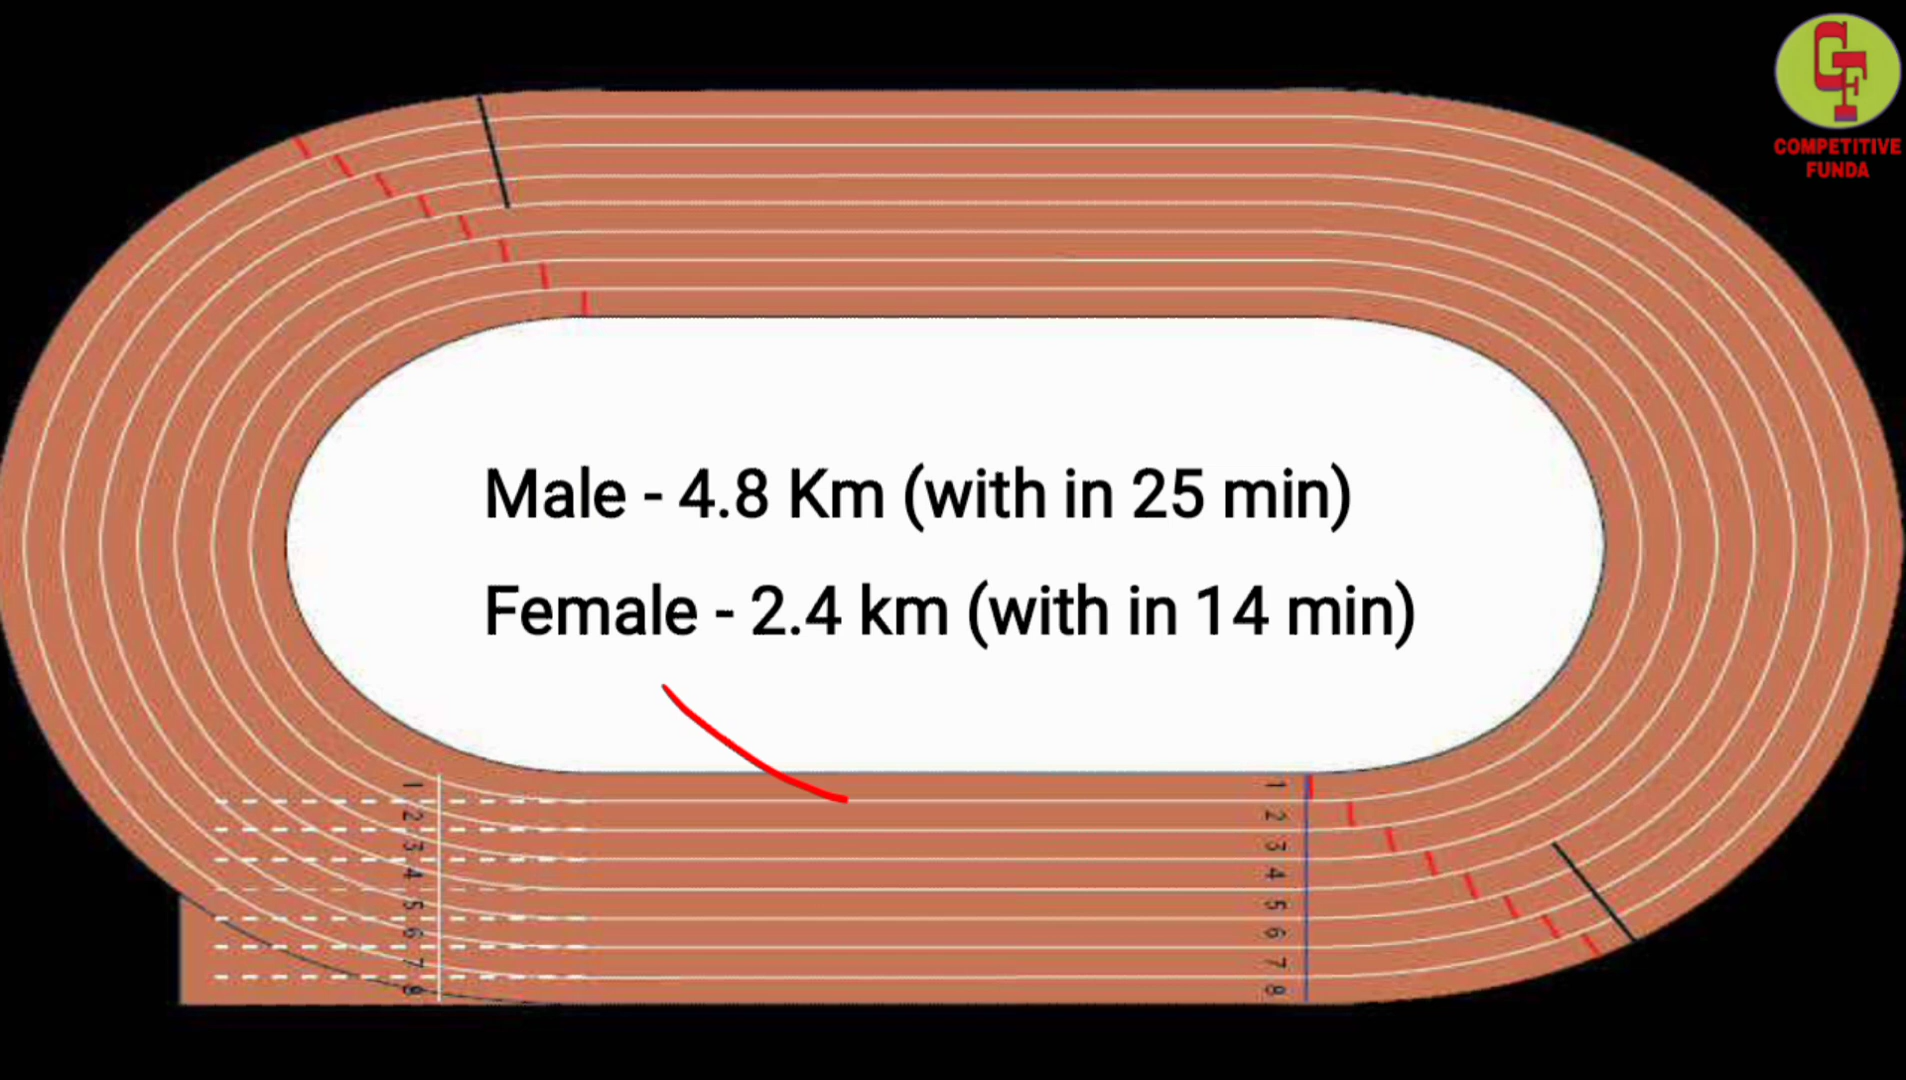 CF
COMPETITIVE
FUNDA
Male - 4.8 Km (with in 25 min)
Female - 2.4 km (with in 14 min)
1 1
2 2
3 3
4 4
5 5
6 6
7 7
8 8